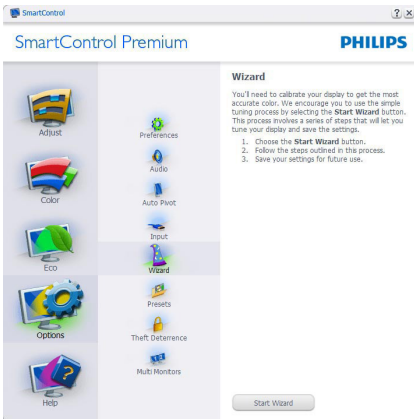 SmartControl
SmartControl Premium
PHILIPS
Adjust
Color
Eco
Options
Help
Preferences
Audio
Auto Pivot
Input
Wizard
Presets
Theft Deterrence
Multi Monitors
Wizard
You'll need to calibrate your display to get the most
accurate color. We encourage you to use the simple
tuning process by selecting the Start Wizard button.
This process involves a series of steps that will let you
tune your display and save the settings.
1. Choose the Start Wizard button.
2. Follow the steps outlined in this process.
3. Save your settings for future use.
Start Wizard